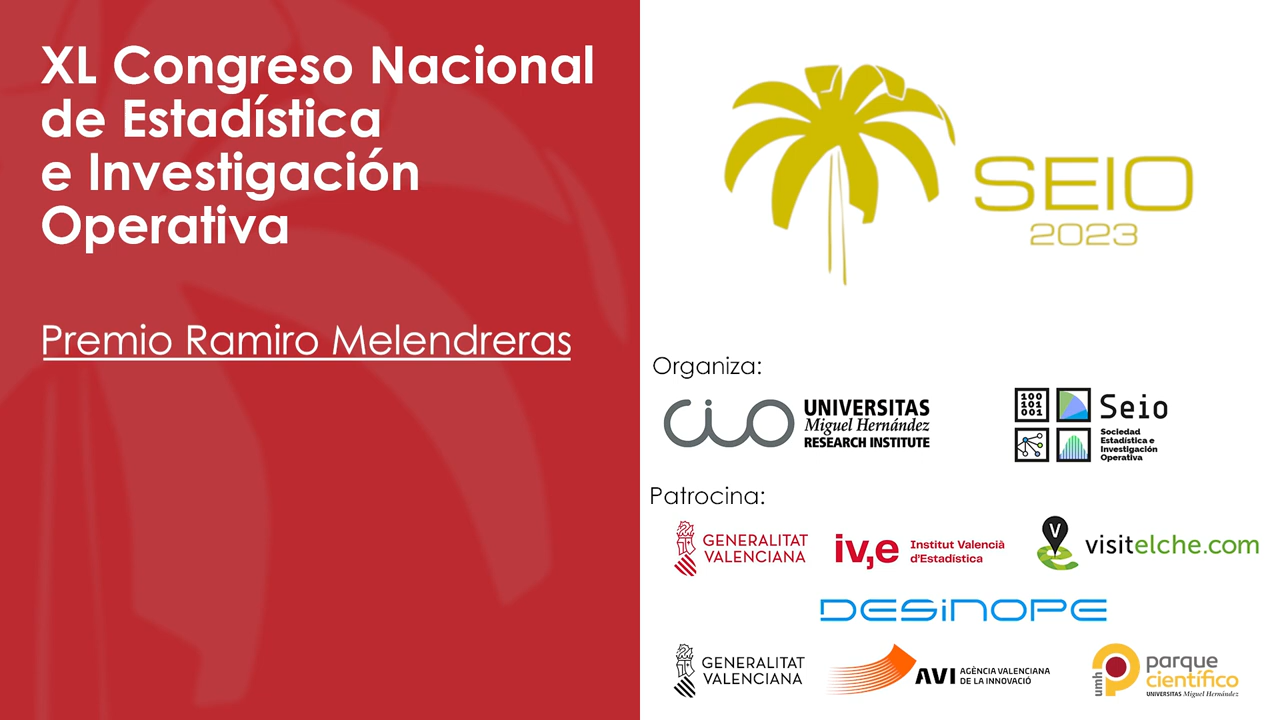 XL Congreso Nacional
de Estadística
e Investigación
Operativa
Premio Ramiro Melendreras
SEIO
2023
Organiza:
CIO
UNIVERSITAS
Miguel Hernández
RESEARCH INSTITUTE
100
101
001
Seio
Sociedad
Estadística e
Investigación
Operativa
Patrocina:
GENERALITAT
VALENCIANA
iv,e
Institut Valencià
d'Estadística
V
visitelche.com
DESiNOPE
GENERALITAT
VALENCIANA
AVI
AGÈNCIA VALENCIANA
DE LA INNOVACIÓ
umh
parque
científico
UNIVERSITAS Miguel Hernández